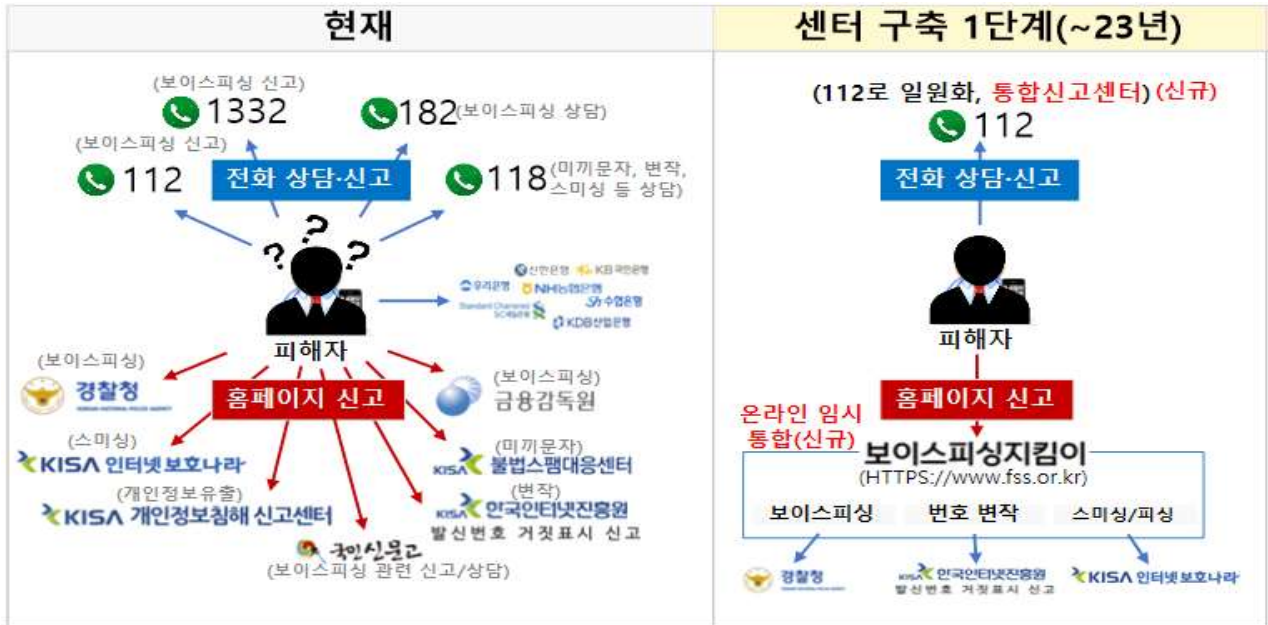 현재
센터 구축 1단계(~23년)
(보이스피싱 신고)
1332
182(보이스피싱 상담)
(보이스피싱 신고)
112
전화 상담·신고
118(미끼문자, 변작,
스미싱 등 상담)
? ? ?
신한은행 KB국민은행
우리은행 NH농협은행
Standard Chartered
SC제일은행
Sh수협은행
KDB산업은행
피해자
(보이스피싱)
경찰청
홈페이지 신고
(보이스피싱)
금융감독원
(스미싱)
KISA 인터넷보호나라
(미끼문자)
KISA 불법스팸대응센터
(개인정보유출)
KISA 개인정보침해 신고센터
(변작)
KISA 한국인터넷진흥원
발신번호 거짓표시 신고
국민신문고
(보이스피싱 관련 신고/상담)
(112로 일원화, 통합신고센터)(신규)
112
전화 상담·신고
피해자
홈페이지 신고
온라인 임시
통합(신규)
보이스피싱지킴이
(HTTPS://www.fss.or.kr)
보이스피싱 번호 변작 스미싱/피싱
경찰청
KISA 한국인터넷진흥원
발신번호 거짓표시 신고
KISA 인터넷보호나라